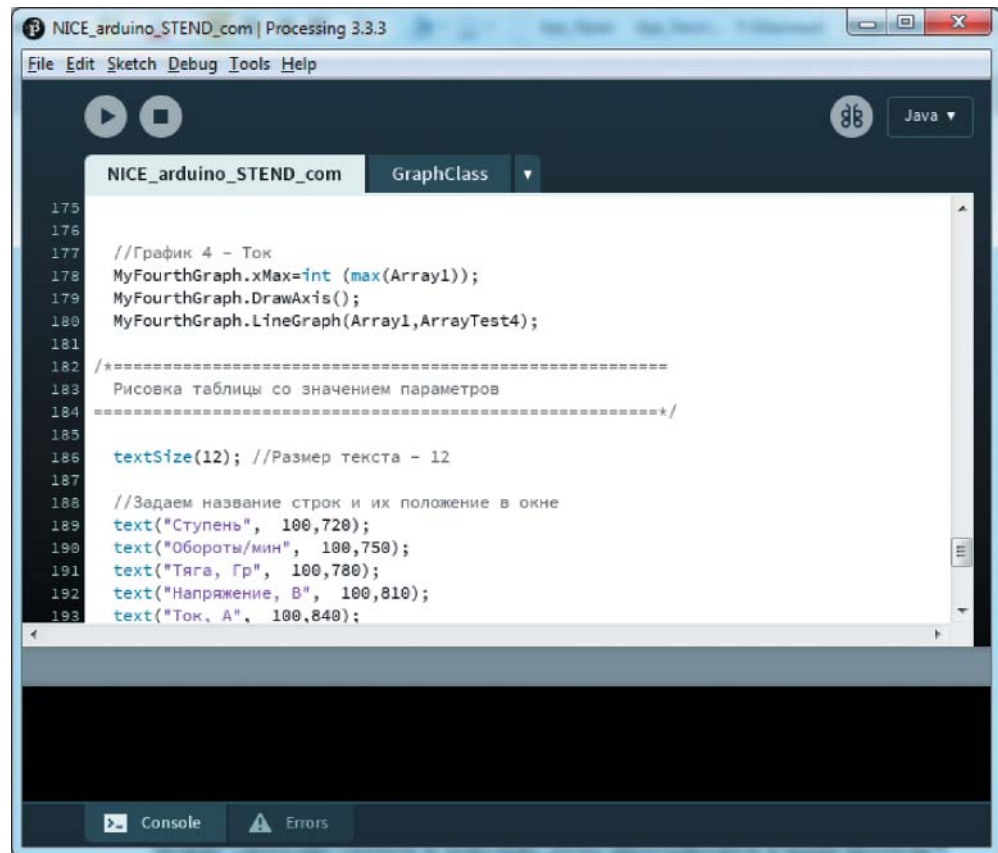 NICE_arduino_STEND_com | Processing 3.3.3
File Edit Sketch Debug Tools Help
Java ▼
NICE_arduino_STEND_com GraphClass ▼
175
176
177 //График 4 – Ток
178 MyFourthGraph.xMax=int (max(Array1));
179 MyFourthGraph.DrawAxis();
180 MyFourthGraph.LineGraph(Array1,ArrayTest4);
181
182 /*========================================================
183 Рисовка таблицы со значением параметров
184 =========================================================*/
185
186 textSize(12); //Размер текста – 12
187
188 //Задаем название строк и их положение в окне
189 text("Ступень", 100,720);
190 text("Обороты/мин", 100,750);
191 text("Тяга, Гр", 100,780);
192 text("Напряжение, В", 100,810);
193 text("Ток, А", 100,840);
Console Errors